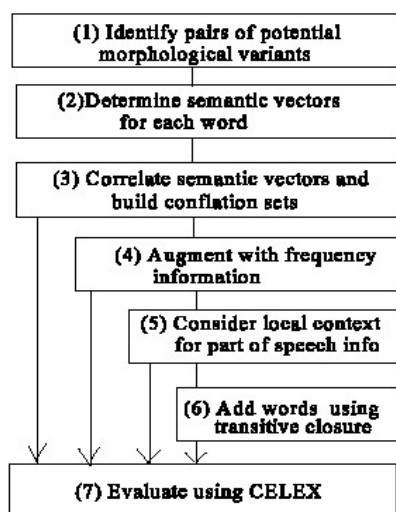 (1) Identify pairs of potential
morphological variants
(2)Determine semantic vectors
for each word
(3) Correlate semantic vectors and
build conflation sets
(4) Augment with frequency
information
(5) Consider local context
for part of speech info
(6) Add words using
transitive closure
(7) Evaluate using CELEX